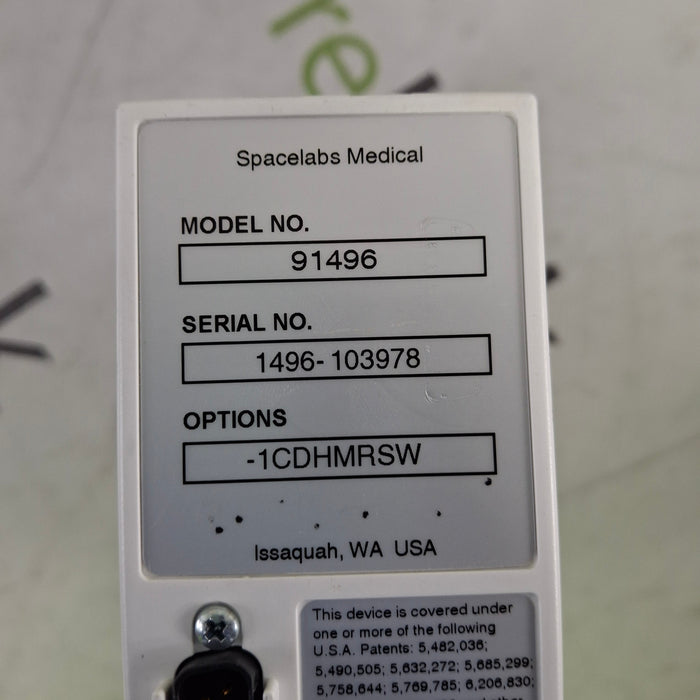 re
Spacelabs Medical
MODEL NO.
91496
SERIAL NO.
1496-103978
OPTIONS
-1CDHMRSW
Issaquah, WA USA
This device is covered under
one or more of the following
U.S.A. Patents: 5,482,036;
5,490,505; 5,632,272; 5,685,299;
5,758,644; 5,769,785; 6,206,830;